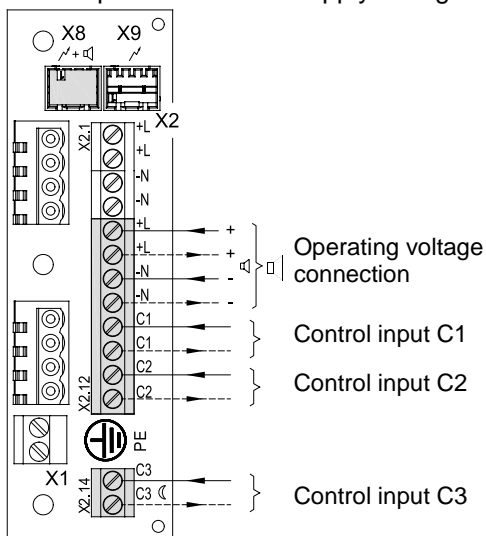 X8 X9
+
X2
X2.1
+L
+L
-N
-N
+L +
+L + Operating voltage
-N - connection
-N -
C1 Control input C1
C1
C2 Control input C2
X2.12 C2
PE
X1
C3
X2.14 C3 Control input C3